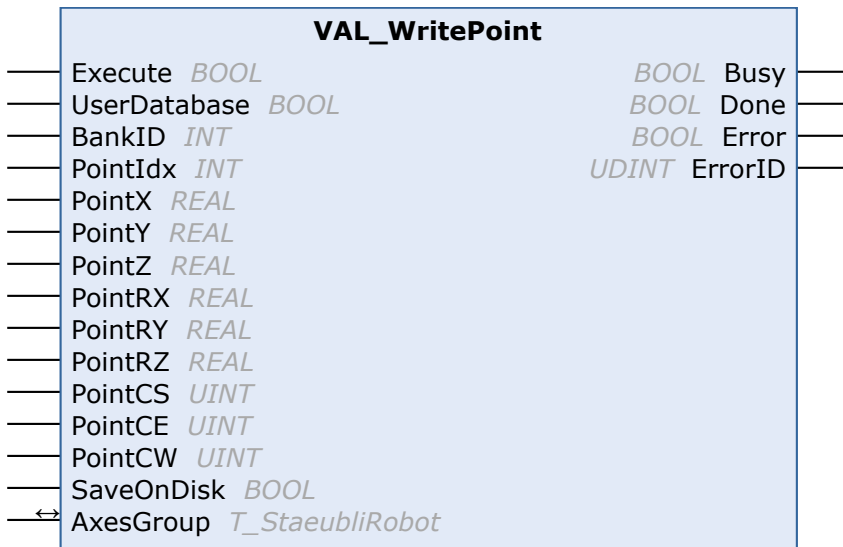 VAL_WritePoint
Execute BOOL BOOL Busy
UserDatabase BOOL BOOL Done
BankID INT BOOL Error
PointIdx INT UDINT ErrorID
PointX REAL
PointY REAL
PointZ REAL
PointRX REAL
PointRY REAL
PointRZ REAL
PointCS UINT
PointCE UINT
PointCW UINT
SaveOnDisk BOOL
↔ AxesGroup T_StaeubliRobot